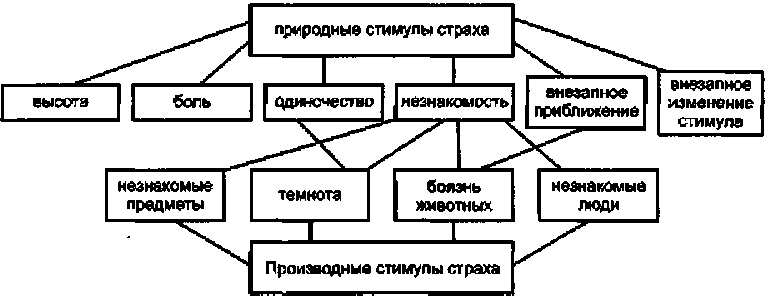 природные стимулы страха
высота
боль
одиночество
незнакомость
внезапное
приближение
внезапное
изменение
стимула
незнакомые
предметы
темнота
боязнь
животных
незнакомые
люди
Производные стимулы страха